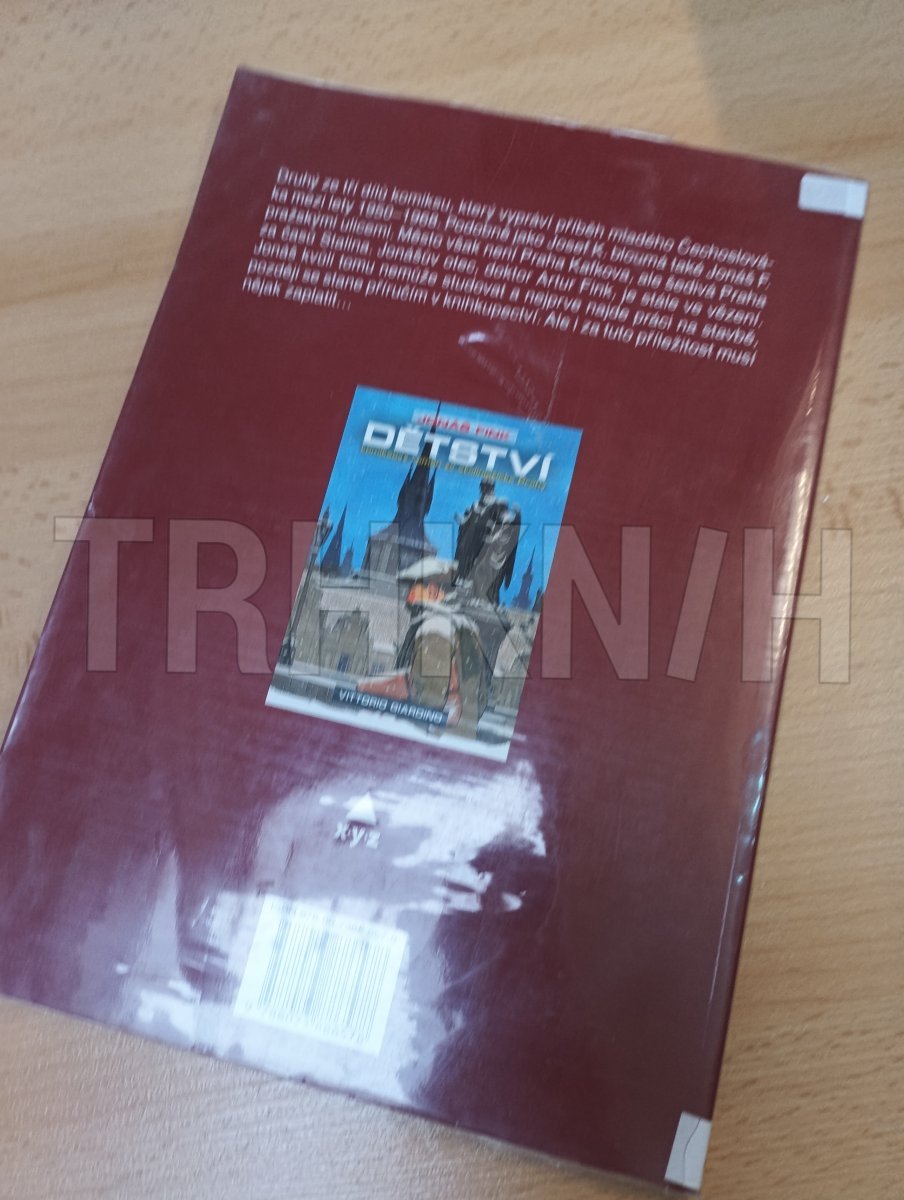 Druhý ze tří dílů komiksu, který vypráví příběh mladého Čechoslová-
ka mezi lety 1950–1968. Podobně jako Josef K. bloumá také Jonáš F.
pražskými ulicemi. Město však není Praha Kafkova, ale šedivá Praha
za časů Stalina. Jonášův otec, doktor Artur Fink, je stále ve vězení,
Jonáš kvůli tomu nemůže studovat a nejprve najde práci na stavbě,
později se stane příručím v knihkupectví. Ale i za tuto příležitost musí
nějak zaplatit...
JONÁŠ FINK
DĚTSTVÍ
VITTORIO GIARDINO
x·y·z